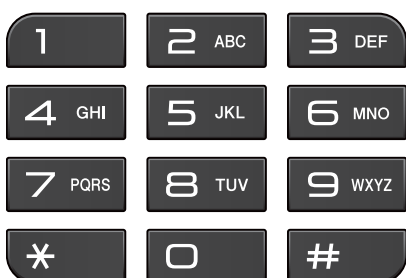 1 2 ABC 3 DEF
4 GHI 5 JKL 6 MNO
7 PQRS 8 TUV 9 WXYZ
* 0 #